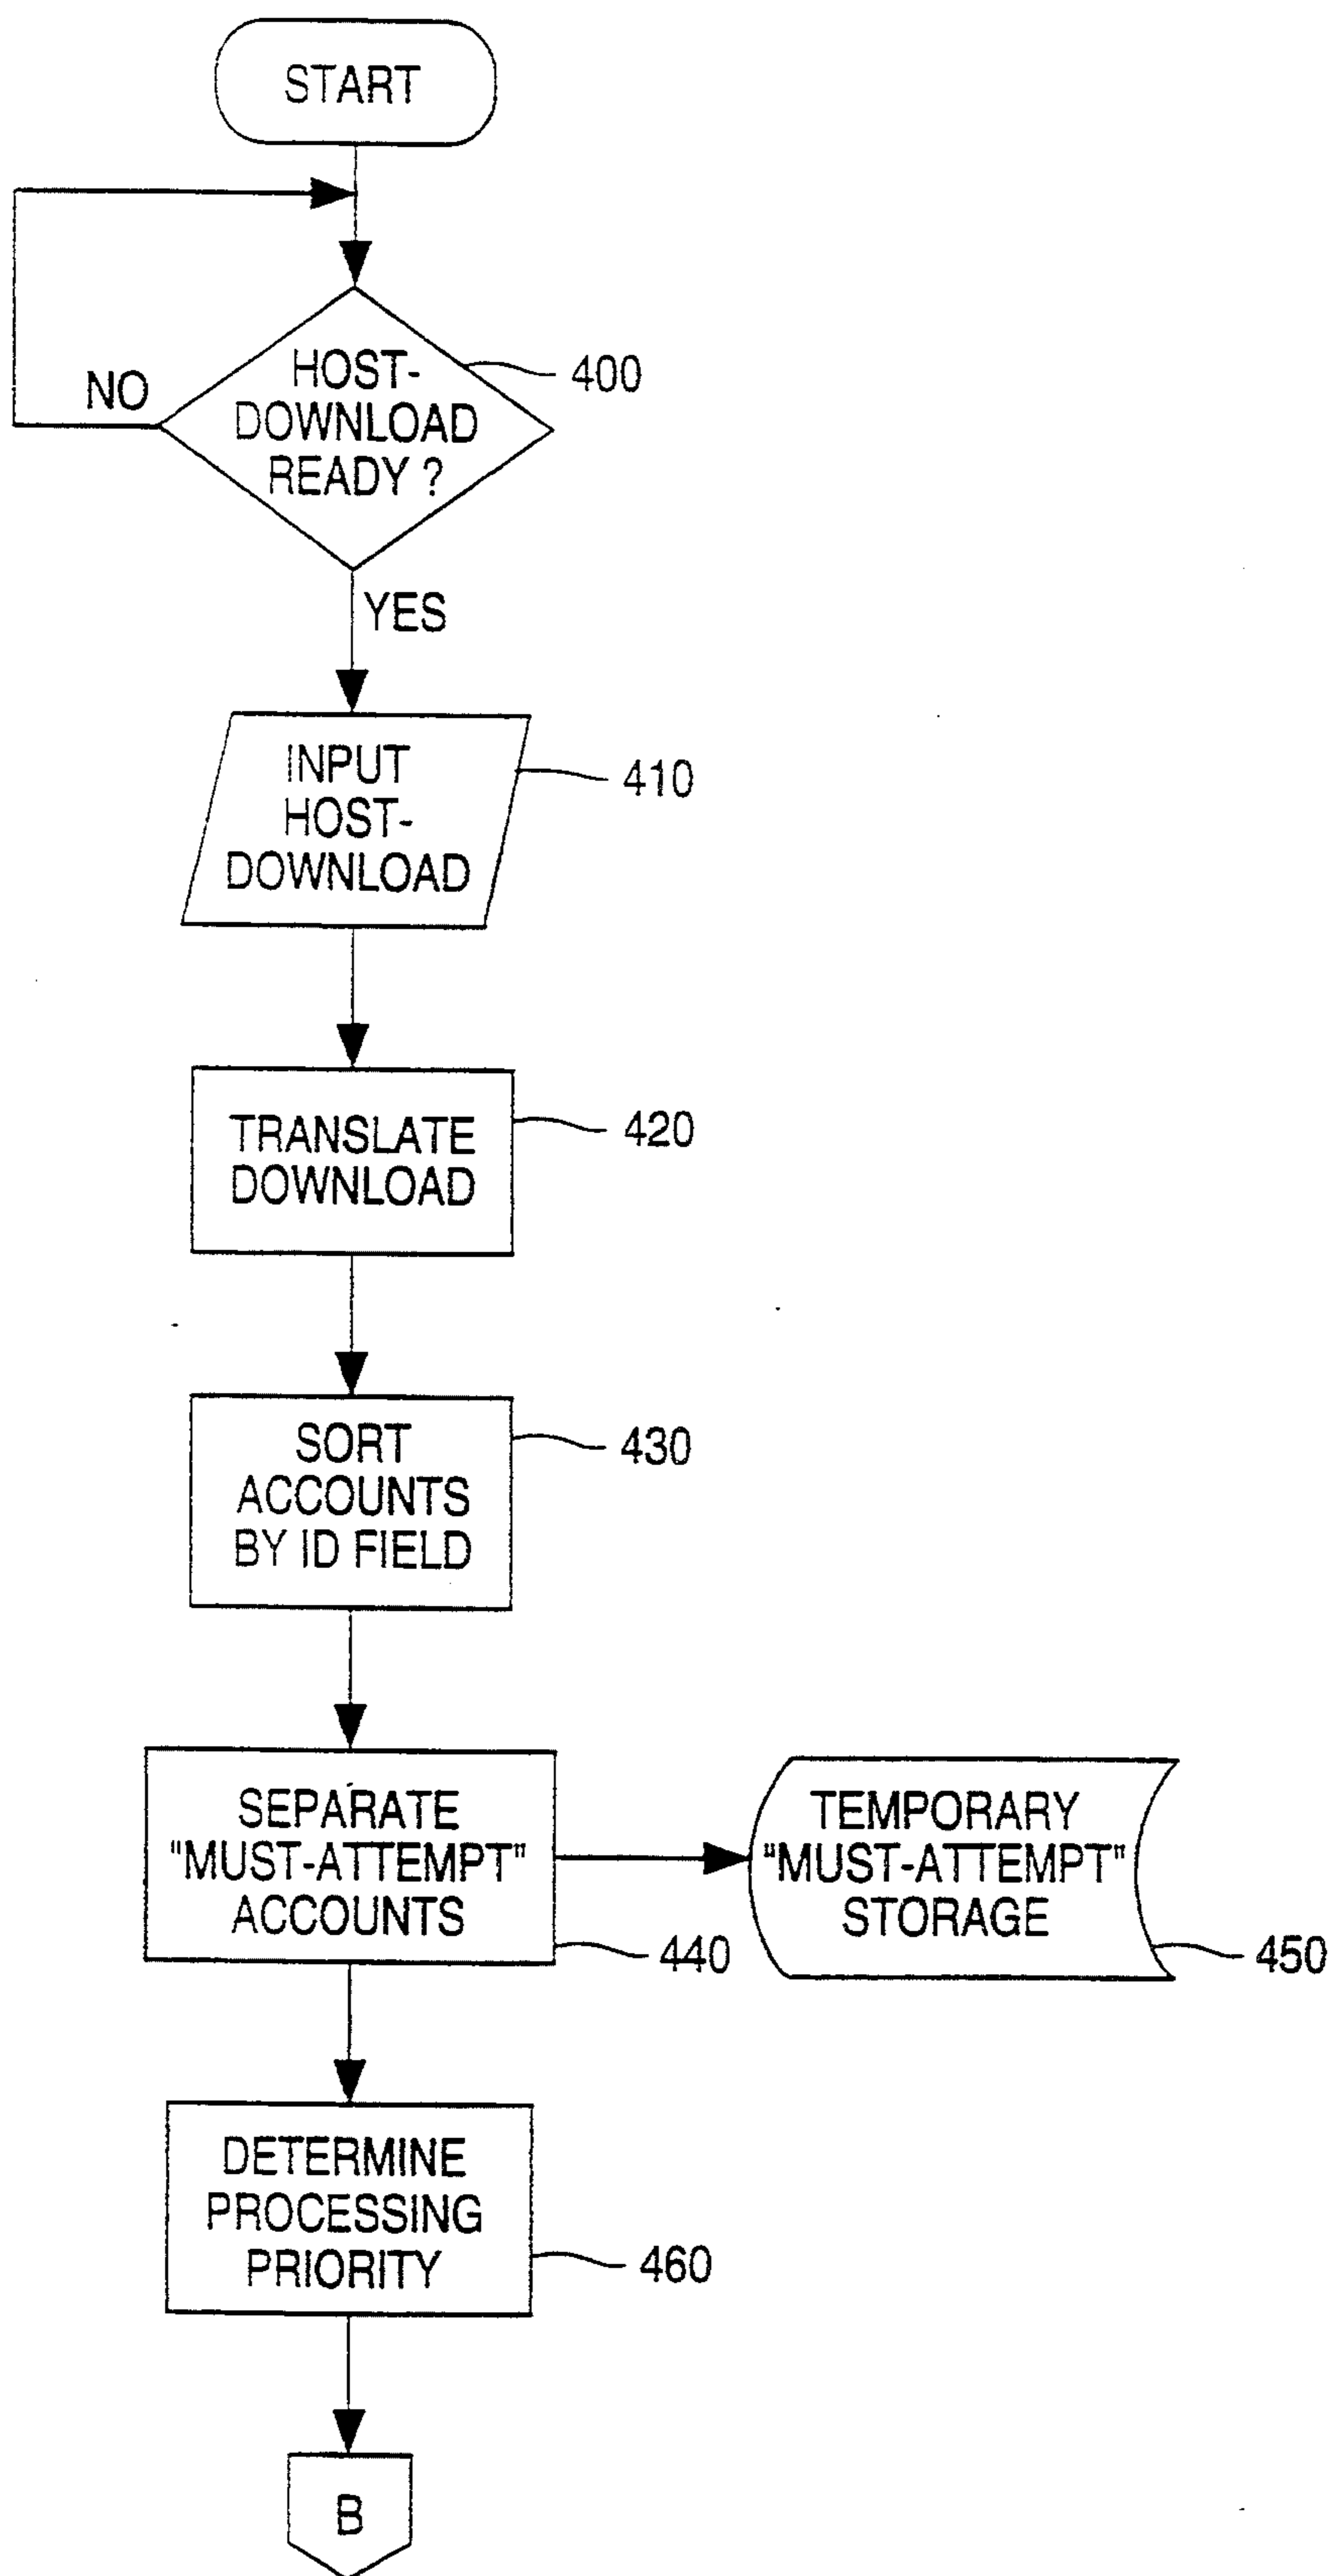 START
NO
HOST-
DOWNLOAD
READY ?
400
YES
INPUT
HOST-
DOWNLOAD
410
TRANSLATE
DOWNLOAD
420
SORT
ACCOUNTS
BY ID FIELD
430
SEPARATE
"MUST-ATTEMPT"
ACCOUNTS
440
TEMPORARY
"MUST-ATTEMPT"
STORAGE
450
DETERMINE
PROCESSING
PRIORITY
460
B